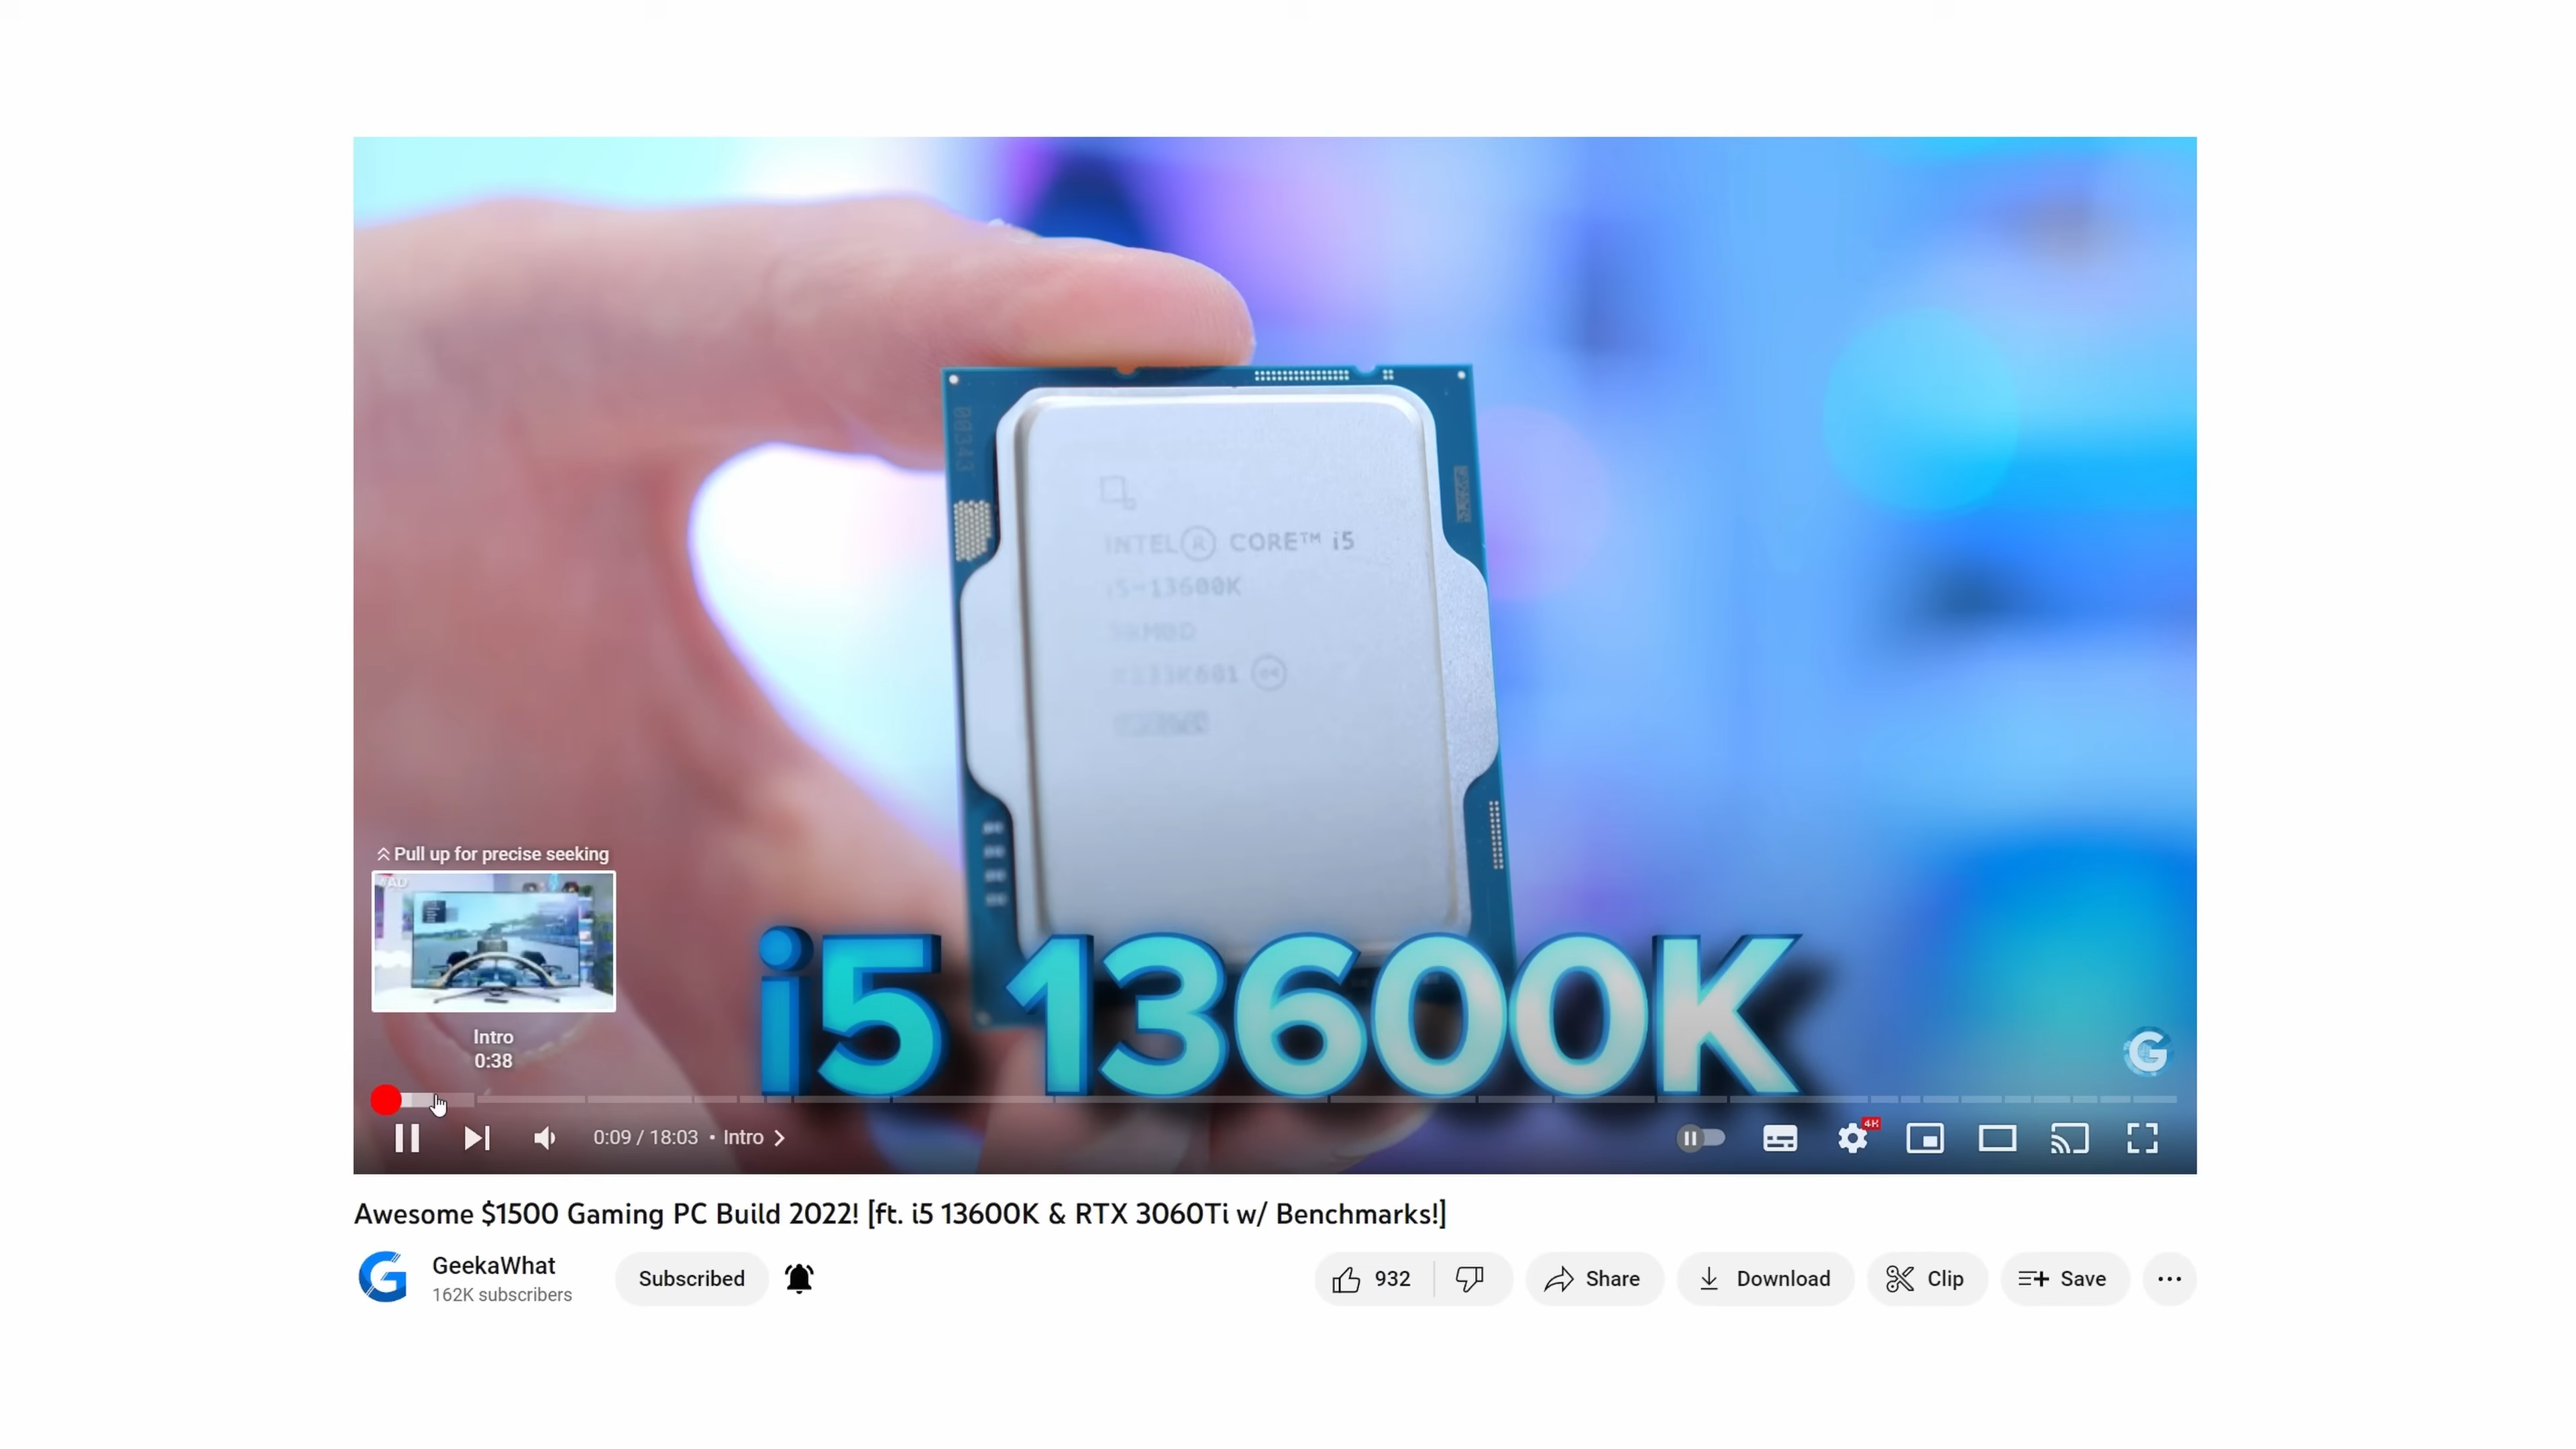 INTEL® CORE™ i5
i5-13600K
Pull up for precise seeking
Intro
0:38
i5 13600K
G
0:09 / 18:03 • Intro
4K
Awesome $1500 Gaming PC Build 2022! [ft. i5 13600K & RTX 3060Ti w/ Benchmarks!]
GeekaWhat
162K subscribers
Subscribed
932
Share
Download
Clip
Save